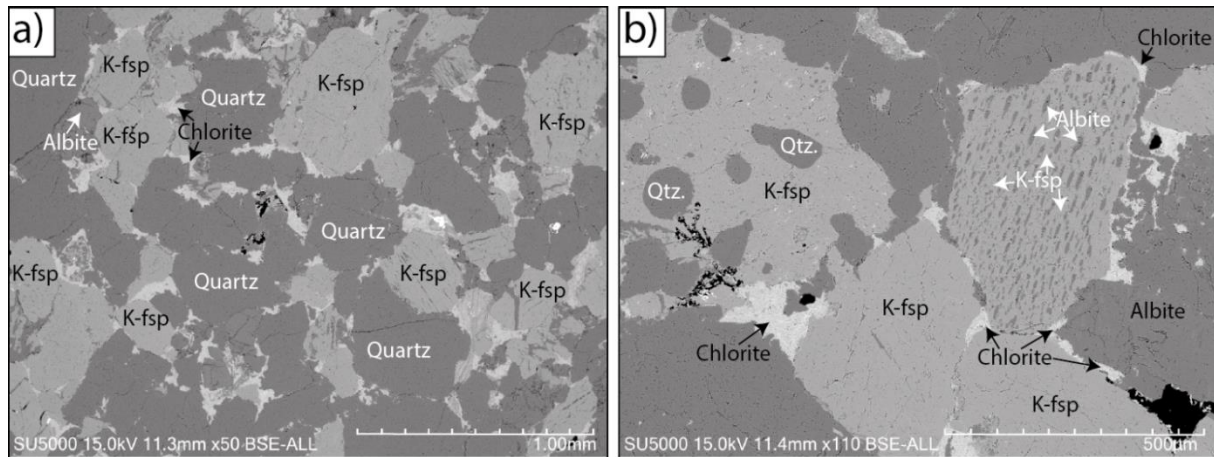 a)
K-fsp
Quartz
K-fsp
Quartz
K-fsp
Albite
K-fsp
Chlorite
Quartz
K-fsp
K-fsp
K-fsp
Quartz
K-fsp
Quartz
SU5000 15.0kV 11.3mm x50 BSE-ALL
1.00mm
b)
Chlorite
Albite
Qtz.
K-fsp
Qtz.
K-fsp
K-fsp
Albite
Chlorite
Chlorite
K-fsp
SU5000 15.0kV 11.4mm x110 BSE-ALL
500µm